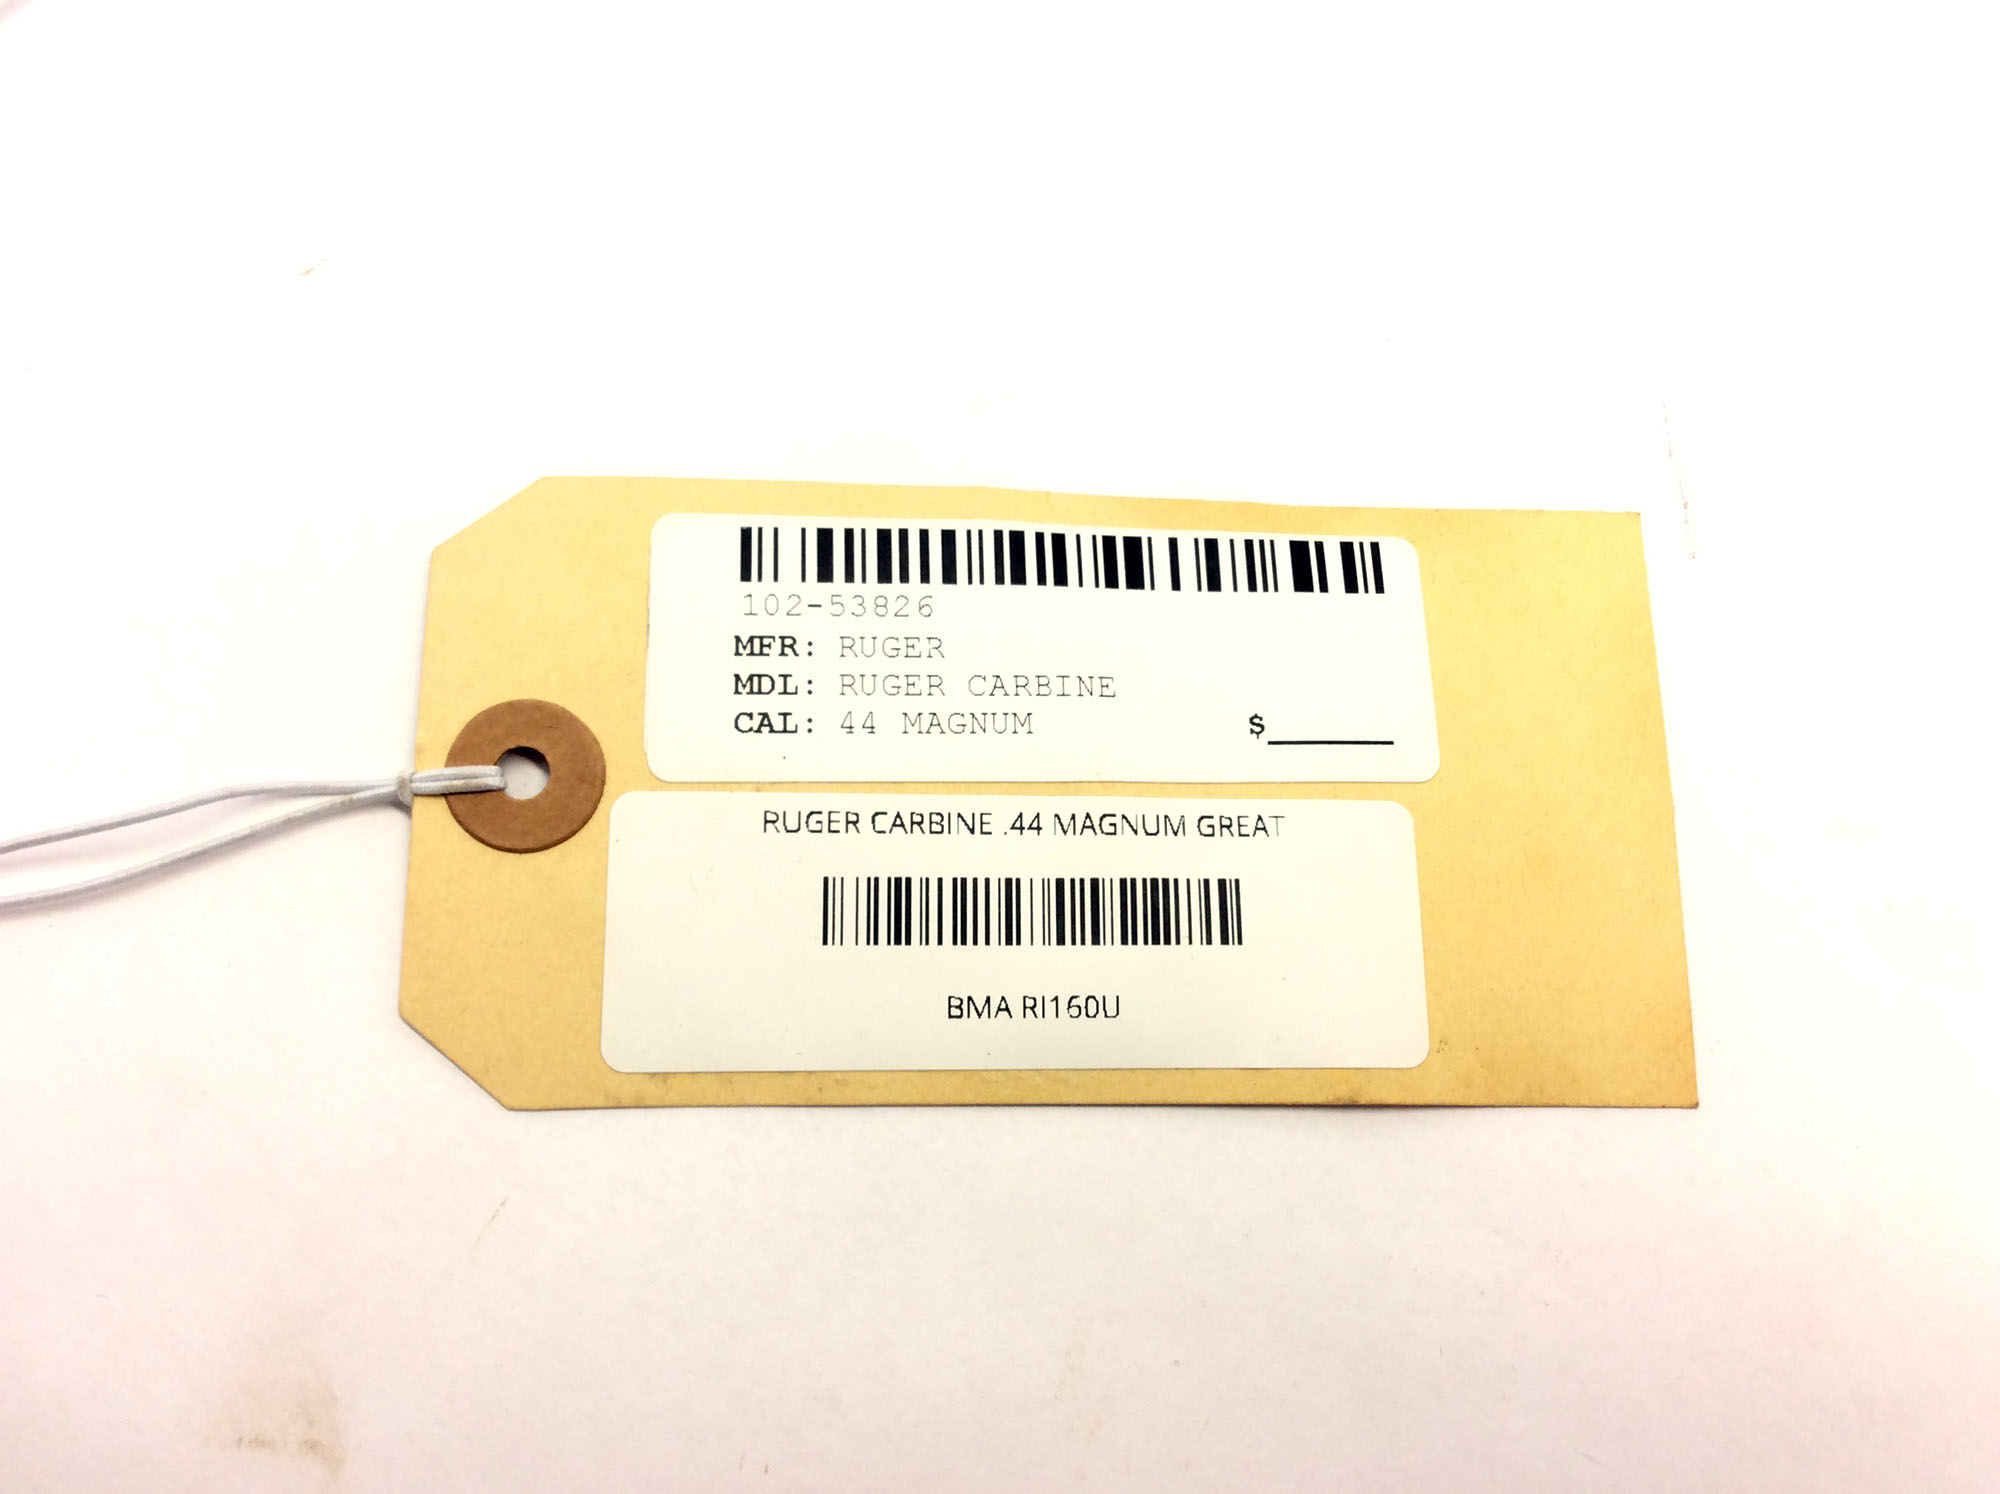 102-53826
MFR: RUGER
MDL: RUGER CARBINE
CAL: 44 MAGNUM $
RUGER CARBINE .44 MAGNUM GREAT
BMA RI160U